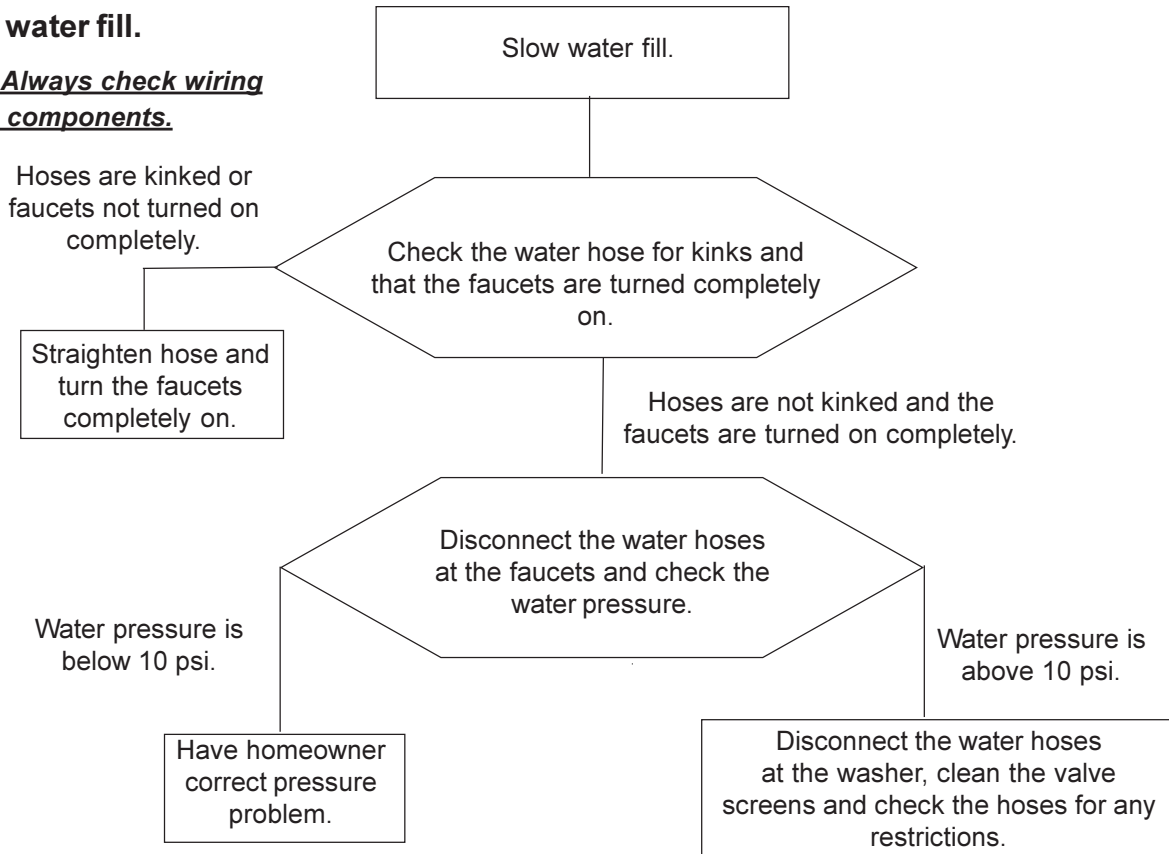 water fill.
Always check wiring
components.
Slow water fill.
Hoses are kinked or
faucets not turned on
completely.
Check the water hose for kinks and
that the faucets are turned completely
on.
Straighten hose and
turn the faucets
completely on.
Hoses are not kinked and the
faucets are turned on completely.
Disconnect the water hoses
at the faucets and check the
water pressure.
Water pressure is
below 10 psi.
Water pressure is
above 10 psi.
Have homeowner
correct pressure
problem.
Disconnect the water hoses
at the washer, clean the valve
screens and check the hoses for any
restrictions.